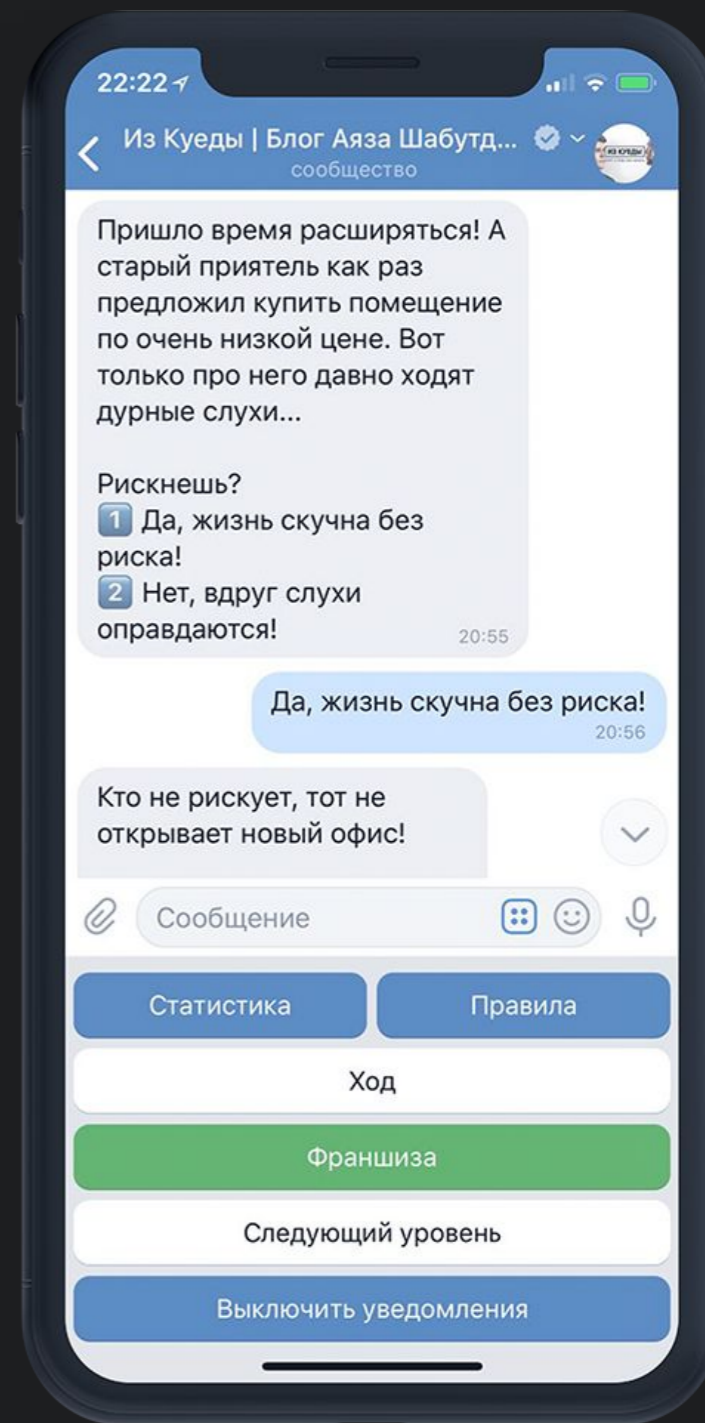 22:22
Из Куеды | Блог Аяза Шабутд...
сообщество
ИЗ КУЕДЫ
Пришло время расширяться! А
старый приятель как раз
предложил купить помещение
по очень низкой цене. Вот
только про него давно ходят
дурные слухи...
Рискнешь?
1 Да, жизнь скучна без
риска!
2 Нет, вдруг слухи
оправдаются!
20:55
Да, жизнь скучна без риска!
20:56
Кто не рискует, тот не
открывает новый офис!
Сообщение
Статистика
Правила
Ход
Франшиза
Следующий уровень
Выключить уведомления